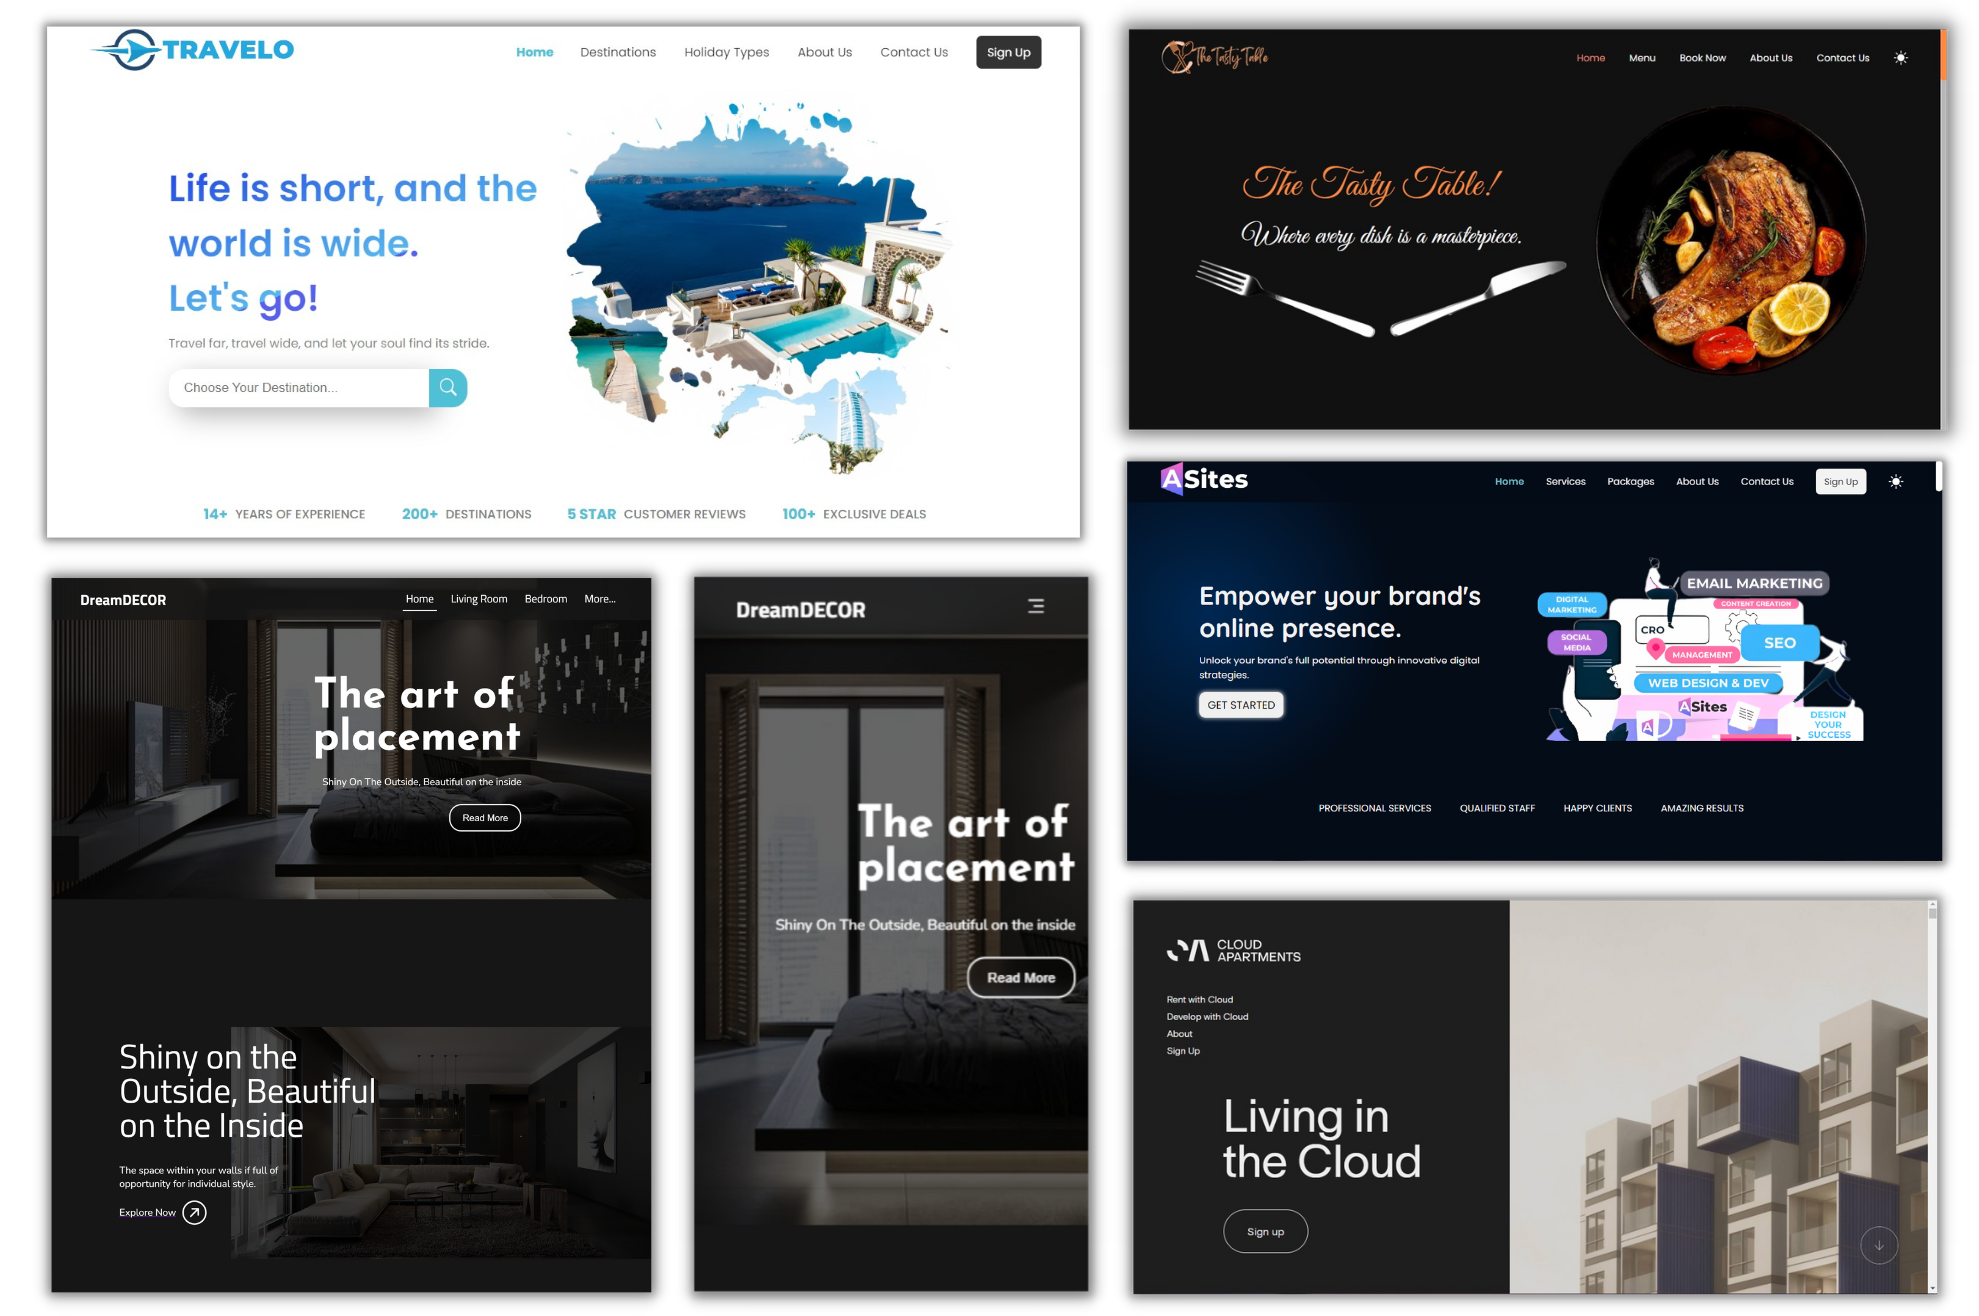 TRAVELO
Home Destinations Holiday Types About Us Contact Us Sign Up
Life is short, and the
world is wide.
Let's go!
Travel far, travel wide, and let your soul find its stride.
Choose Your Destination...
14+ YEARS OF EXPERIENCE 200+ DESTINATIONS 5 STAR CUSTOMER REVIEWS 100+ EXCLUSIVE DEALS
The Tasty Table
Home Menu Book Now About Us Contact Us
The Tasty Table!
Where every dish is a masterpiece.
ASites
Home Services Packages About Us Contact Us Sign Up
Empower your brand's
online presence.
Unlock your brand's full potential through innovative digital
strategies.
GET STARTED
EMAIL MARKETING
DIGITAL
MARKETING
CONTENT CREATION
CRO
SOCIAL
MEDIA
SEO
MANAGEMENT
WEB DESIGN & DEV
ASites
A
DESIGN
YOUR
SUCCESS
PROFESSIONAL SERVICES QUALIFIED STAFF HAPPY CLIENTS AMAZING RESULTS
DreamDECOR
Home Living Room Bedroom More...
The art of
placement
Shiny On The Outside, Beautiful on the inside
Read More
Shiny on the
Outside, Beautiful
on the Inside
The space within your walls if full of
opportunity for individual style.
Explore Now
DreamDECOR
The art of
placement
Shiny On The Outside, Beautiful on the inside
Read More
CLOUD
APARTMENTS
Rent with Cloud
Develop with Cloud
About
Sign Up
Living in
the Cloud
Sign up